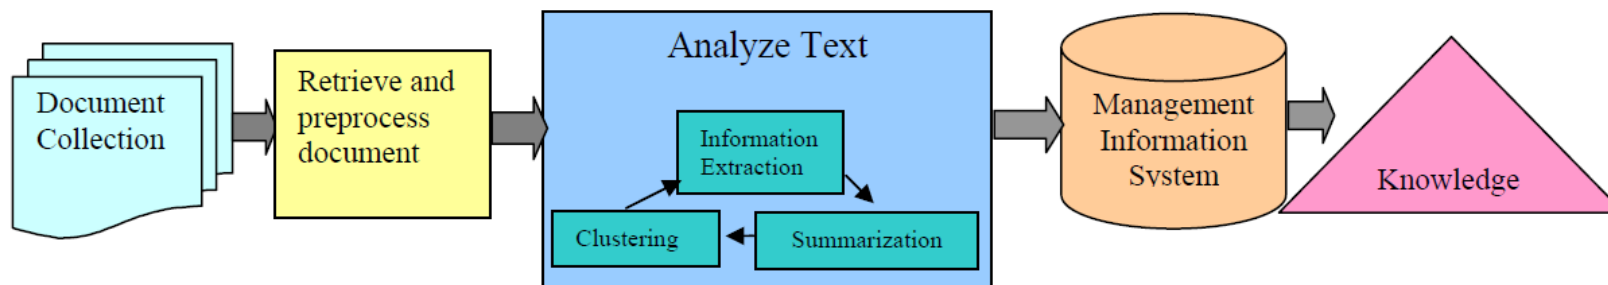 Document
Collection
Retrieve and
preprocess
document
Analyze Text
Information
Extraction
Clustering
Summarization
Management
Information
System
Knowledge